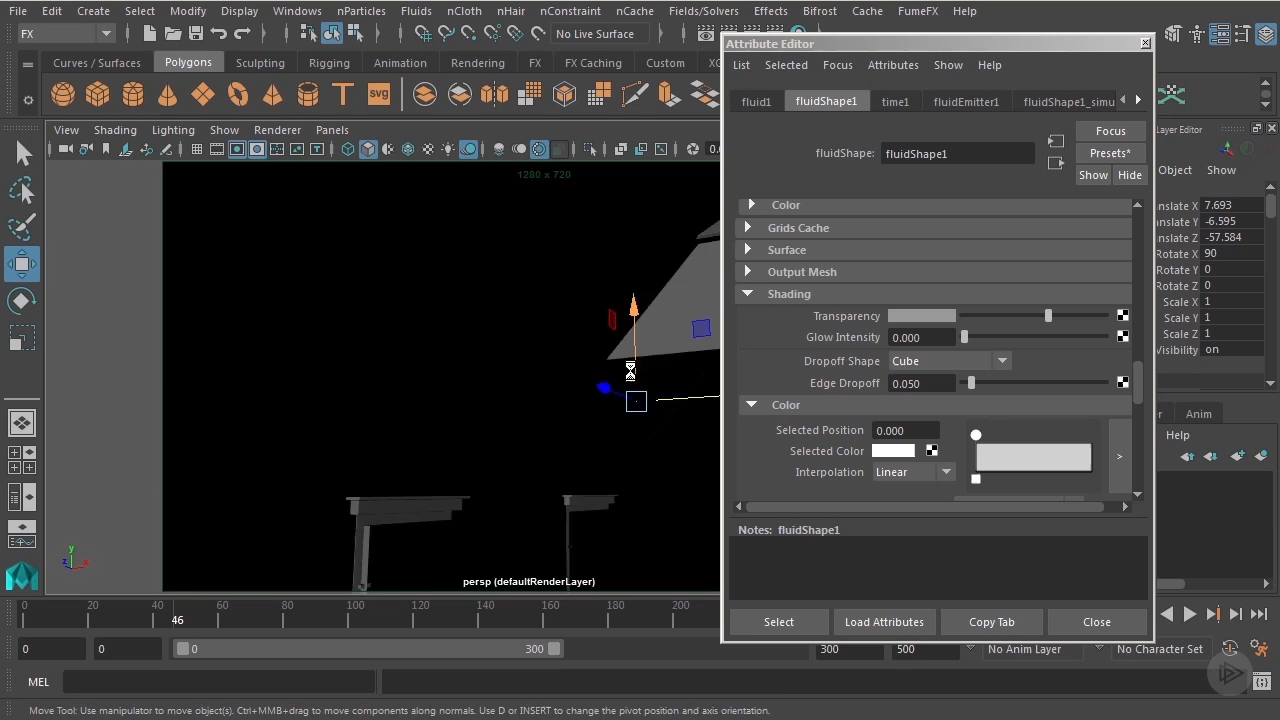 File Edit Create Select Modify Display Windows nParticles Fluids nCloth nHair nConstraint nCache Fields/Solvers Effects Bifrost Cache FumeFX Help
FX No Live Surface
Curves / Surfaces Polygons Sculpting Rigging Animation Rendering FX FX Caching Custom
T svg
View Shading Lighting Show Renderer Panels
1280 x 720
persp (defaultRenderLayer)
y
z x
Attribute Editor
List Selected Focus Attributes Show Help
fluid1 fluidShape1 time1 fluidEmitter1 fluidShape1_simu
Focus
fluidShape: fluidShape1 Presets*
Show Hide
Color
Grids Cache
Surface
Output Mesh
Shading
Transparency
Glow Intensity 0.000
Dropoff Shape Cube
Edge Dropoff 0.050
Color
Selected Position 0.000
Selected Color
Interpolation Linear
>
Notes: fluidShape1
Select Load Attributes Copy Tab Close
Layer Editor
Object Show
nslate X 7.693
nslate Y -6.595
nslate Z -57.584
Rotate X 90
Rotate Y 0
Rotate Z 0
Scale X 1
Scale Y 1
Scale Z 1
Visibility on
r Anim
Help
0 20 40 60 80 100 120 140 160 180 200
46
0 0 0 300 300 500 No Anim Layer No Character Set
MEL
Move Tool: Use manipulator to move object(s). Ctrl+MMB+drag to move components along normals. Use D or INSERT to change the pivot position and axis orientation.